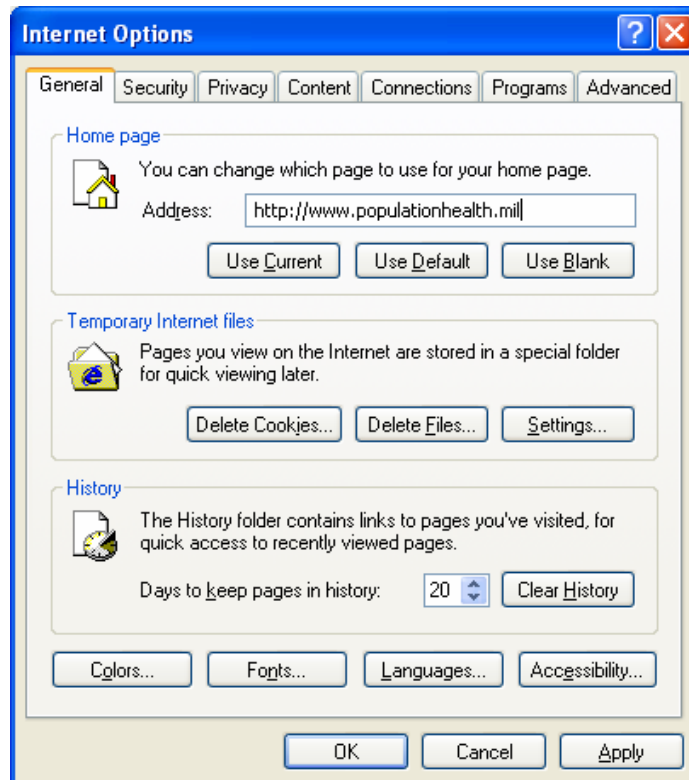 Internet Options
General Security Privacy Content Connections Programs Advanced
Home page
You can change which page to use for your home page.
Address: http://www.populationhealth.mil
Use Current Use Default Use Blank
Temporary Internet files
Pages you view on the Internet are stored in a special folder
for quick viewing later.
Delete Cookies... Delete Files... Settings...
History
The History folder contains links to pages you've visited, for
quick access to recently viewed pages.
Days to keep pages in history: 20 Clear History
Colors... Fonts... Languages... Accessibility...
OK Cancel Apply